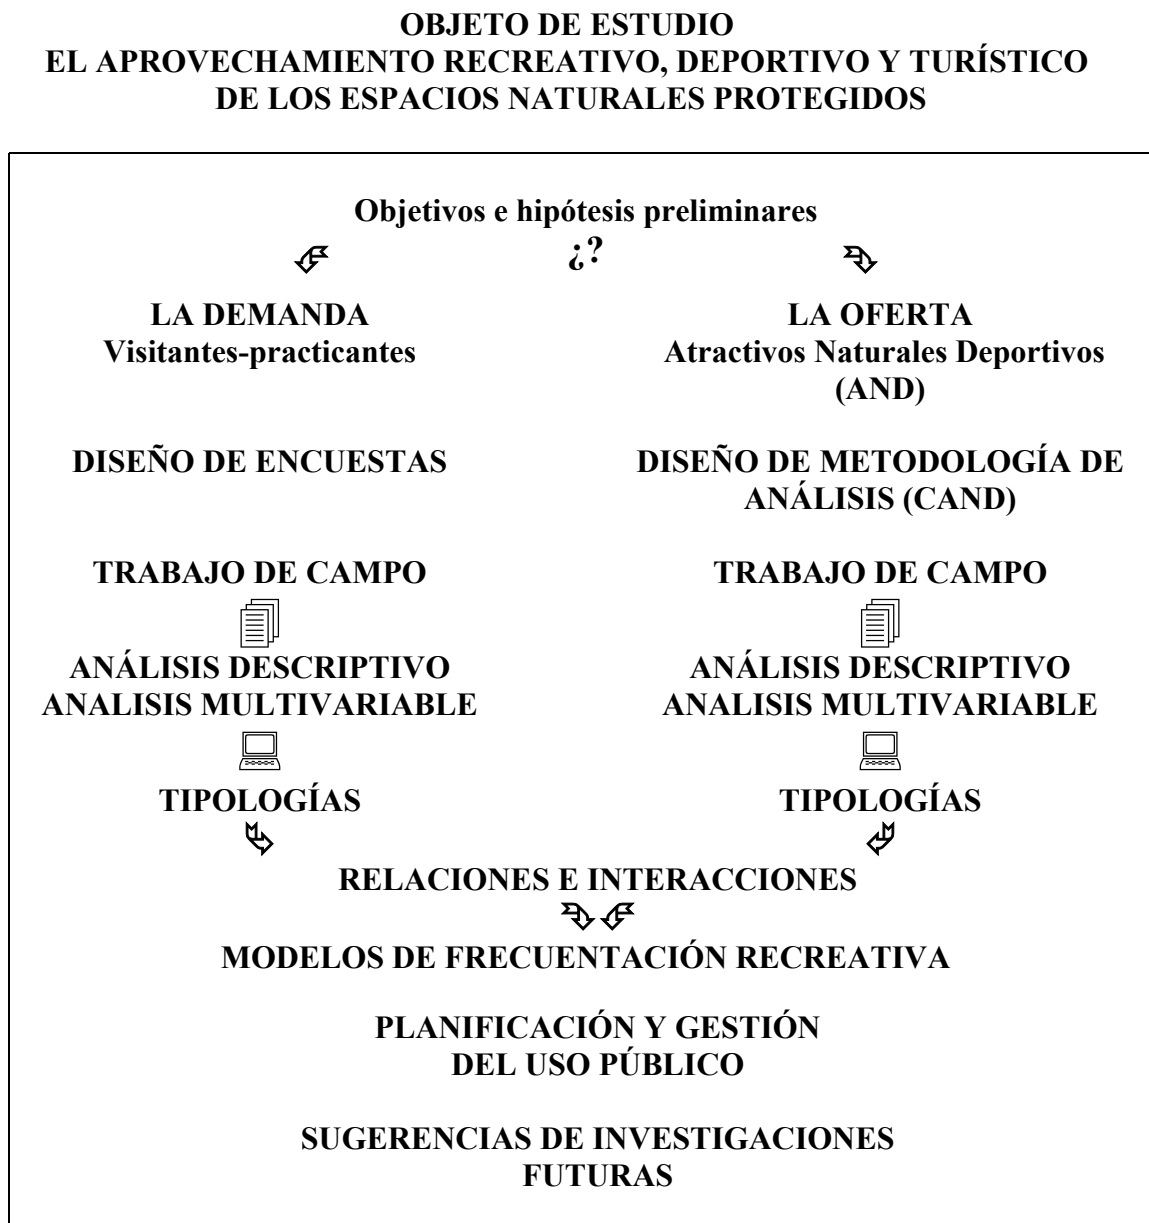 OBJETO DE ESTUDIO
EL APROVECHAMIENTO RECREATIVO, DEPORTIVO Y TURÍSTICO
DE LOS ESPACIOS NATURALES PROTEGIDOS
Objetivos e hipótesis preliminares
¿?
LA DEMANDA
Visitantes-practicantes
LA OFERTA
Atractivos Naturales Deportivos
(AND)
DISEÑO DE ENCUESTAS
DISEÑO DE METODOLOGÍA DE
ANÁLISIS (CAND)
TRABAJO DE CAMPO
ANÁLISIS DESCRIPTIVO
ANALISIS MULTIVARIABLE
TIPOLOGÍAS
TRABAJO DE CAMPO
ANÁLISIS DESCRIPTIVO
ANALISIS MULTIVARIABLE
TIPOLOGÍAS
RELACIONES E INTERACCIONES
MODELOS DE FRECUENTACIÓN RECREATIVA
PLANIFICACIÓN Y GESTIÓN
DEL USO PÚBLICO
SUGERENCIAS DE INVESTIGACIONES
FUTURAS